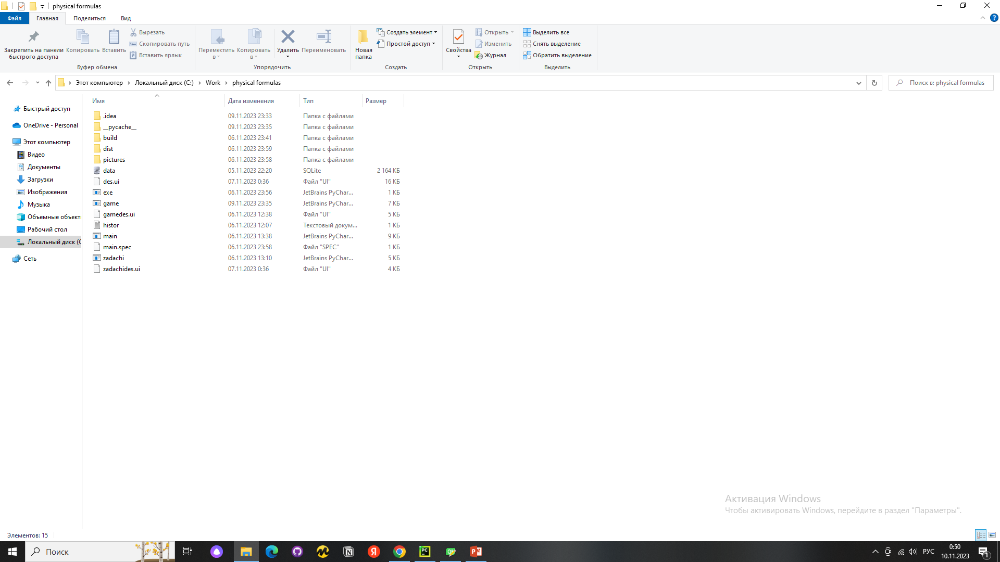 physical formulas
Файл Главная Поделиться Вид
Закрепить на панели быстрого доступа
Копировать
Вставить
Вырезать
Скопировать путь
Вставить ярлык
Буфер обмена
Переместить в
Копировать в
Удалить
Переименовать
Упорядочить
Новая папка
Создать элемент
Простой доступ
Создать
Свойства
Открыть
Изменить
Журнал
Открыть
Выделить все
Снять выделение
Обратить выделение
Выделить
Этот компьютер › Локальный диск (C:) › Work › physical formulas
Поиск в: physical formulas
Быстрый доступ
OneDrive - Personal
Этот компьютер
Видео
Документы
Загрузки
Изображения
Музыка
Объемные объекты
Рабочий стол
Локальный диск (C
Сеть
Имя Дата изменения Тип Размер
.idea 09.11.2023 23:33 Папка с файлами
__pycache__ 09.11.2023 23:35 Папка с файлами
build 06.11.2023 23:41 Папка с файлами
dist 06.11.2023 23:59 Папка с файлами
pictures 06.11.2023 23:58 Папка с файлами
data 05.11.2023 22:20 SQLite 2 164 КБ
des.ui 07.11.2023 0:36 Файл "UI" 16 КБ
exe 06.11.2023 23:56 JetBrains PyChar... 1 КБ
game 09.11.2023 23:35 JetBrains PyChar... 7 КБ
gamedes.ui 06.11.2023 12:38 Файл "UI" 5 КБ
histor 06.11.2023 12:07 Текстовый докум... 1 КБ
main 06.11.2023 13:38 JetBrains PyChar... 9 КБ
main.spec 06.11.2023 23:58 Файл "SPEC" 1 КБ
zadachi 06.11.2023 13:10 JetBrains PyChar... 5 КБ
zadachides.ui 07.11.2023 0:36 Файл "UI" 4 КБ
Активация Windows
Чтобы активировать Windows, перейдите в раздел "Параметры".
Элементов: 15
Поиск
РУС
0:50
10.11.2023
1